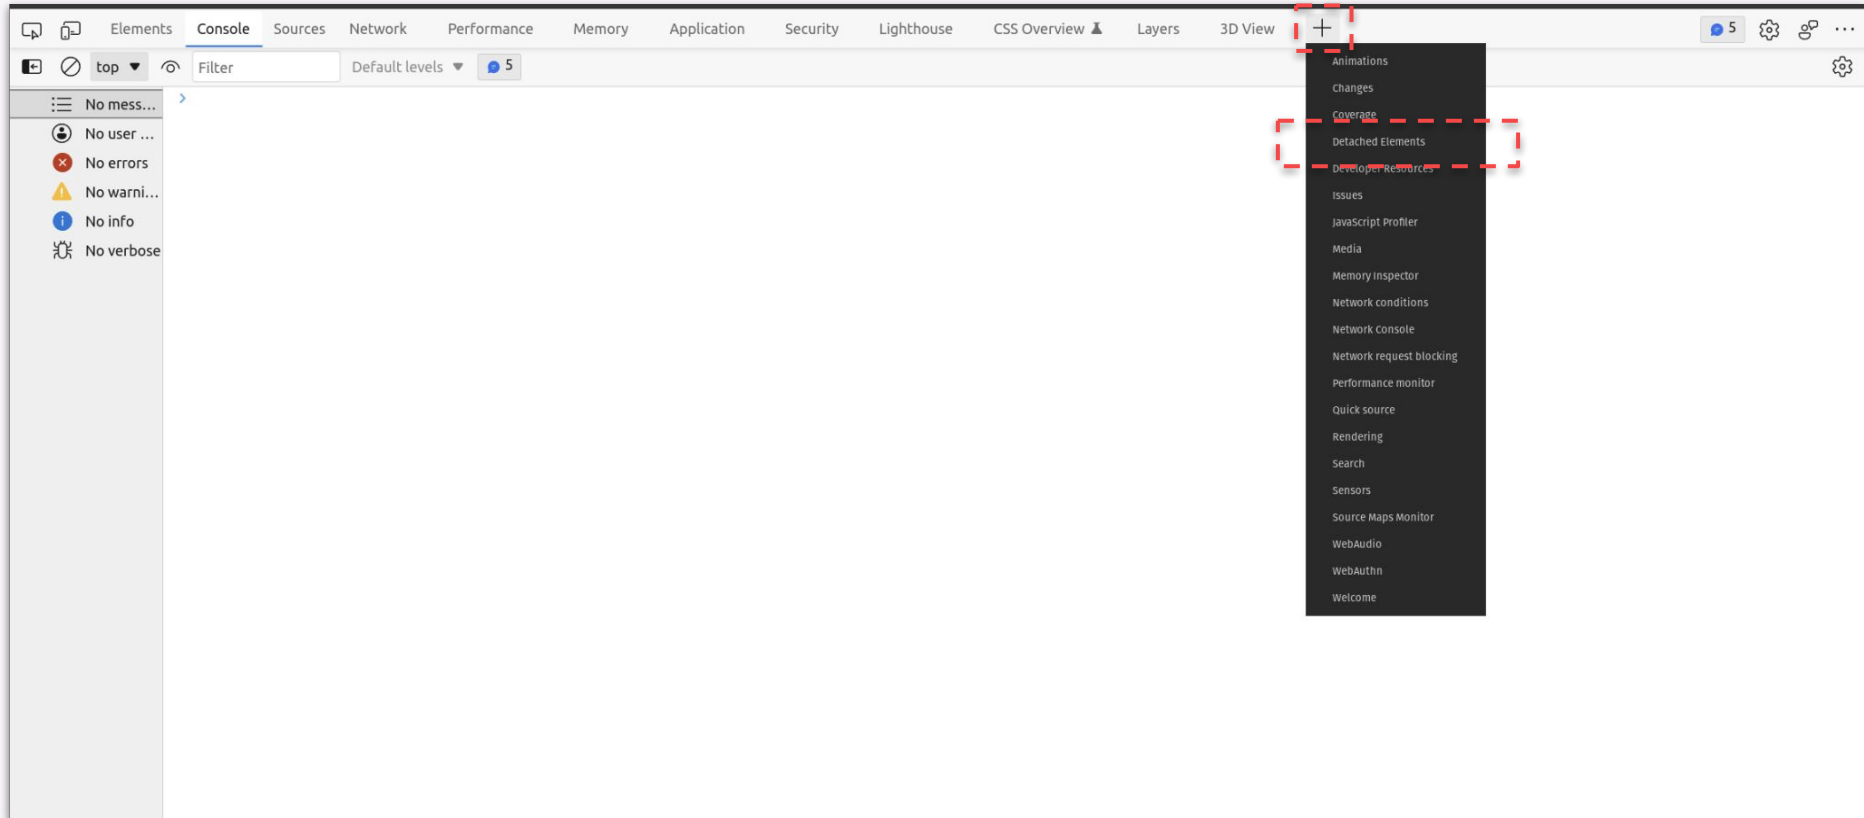 Elements Console Sources Network Performance Memory Application Security Lighthouse CSS Overview Layers 3D View 5
top Filter Default levels 5
No mess...
No user ...
No errors
No warni...
No info
No verbose
Animations
Changes
Coverage
Detached Elements
Developer Resources
Issues
JavaScript Profiler
Media
Memory Inspector
Network conditions
Network Console
Network request blocking
Performance monitor
Quick source
Rendering
Search
Sensors
Source Maps Monitor
WebAudio
WebAuthn
Welcome